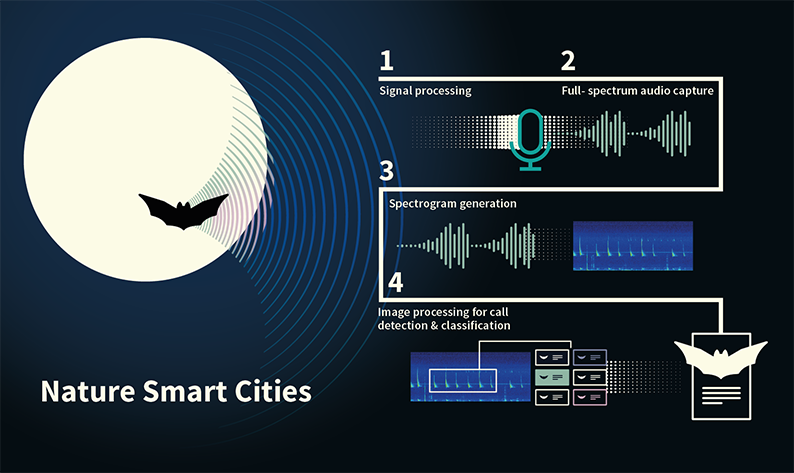 1
Signal processing
2
Full- spectrum audio capture
3
Spectrogram generation
4
Image processing for call
detection & classification
Nature Smart Cities